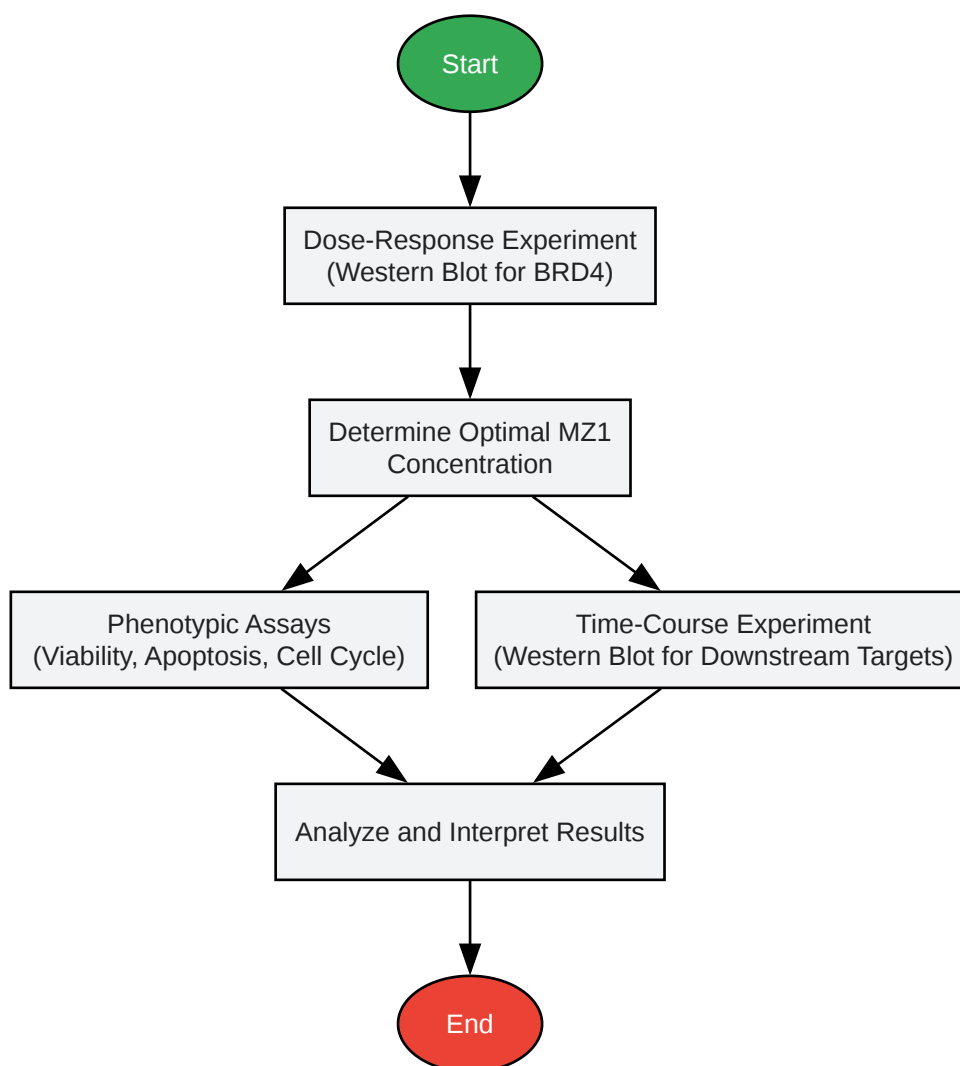 Start
Dose-Response Experiment
(Western Blot for BRD4)
Determine Optimal MZ1
Concentration
Phenotypic Assays
(Viability, Apoptosis, Cell Cycle)
Time-Course Experiment
(Western Blot for Downstream Targets)
Analyze and Interpret Results
End